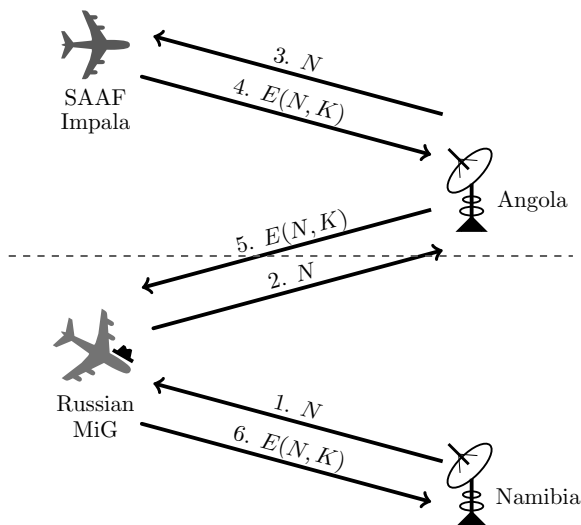 3. N
4. E(N, K)
SAAF
Impala
Angola
5. E(N, K)
2. N
Russian
MiG
1. N
6. E(N, K)
Namibia